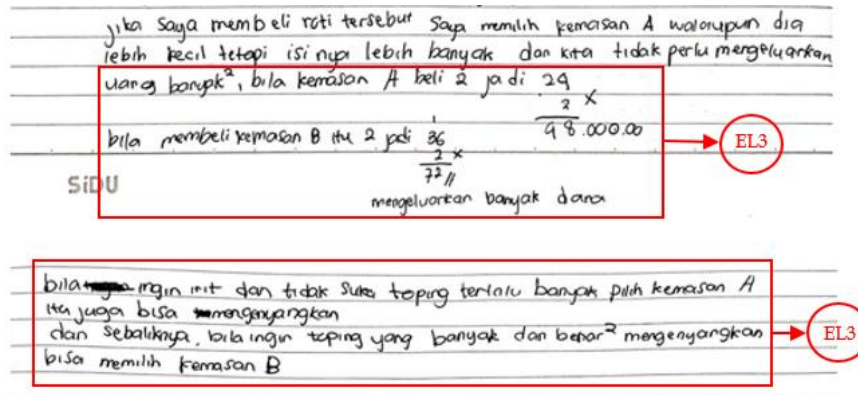 jika saya membeli roti tersebut saya memilih kemasan A walaupun dia
lebih kecil tetapi isinya lebih banyak dan kita tidak perlu mengeluarkan
uang banyak², bila kemasan A beli 2 jadi 24
2 x
48.000.00
bila membeli kemasan B itu 2 jadi 36
1
2 x
72 //
mengeluarkan banyak dana
SiDU
EL3
bila ingin irit dan tidak suka toping terlalu banyak pilih kemasan A
itu juga bisa mengenyangkan
dan sebaliknya, bila ingin toping yang banyak dan benar² mengenyangkan
bisa memilih kemasan B
EL3